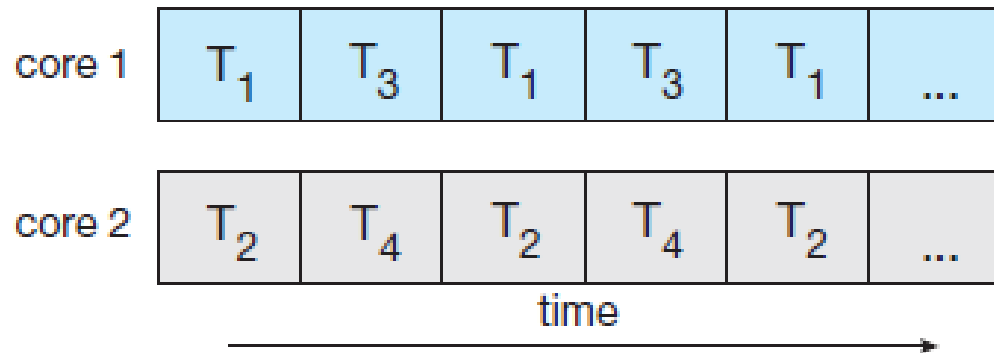 core 1 T₁ T₃ T₁ T₃ T₁ ...
core 2 T₂ T₄ T₂ T₄ T₂ ...
time